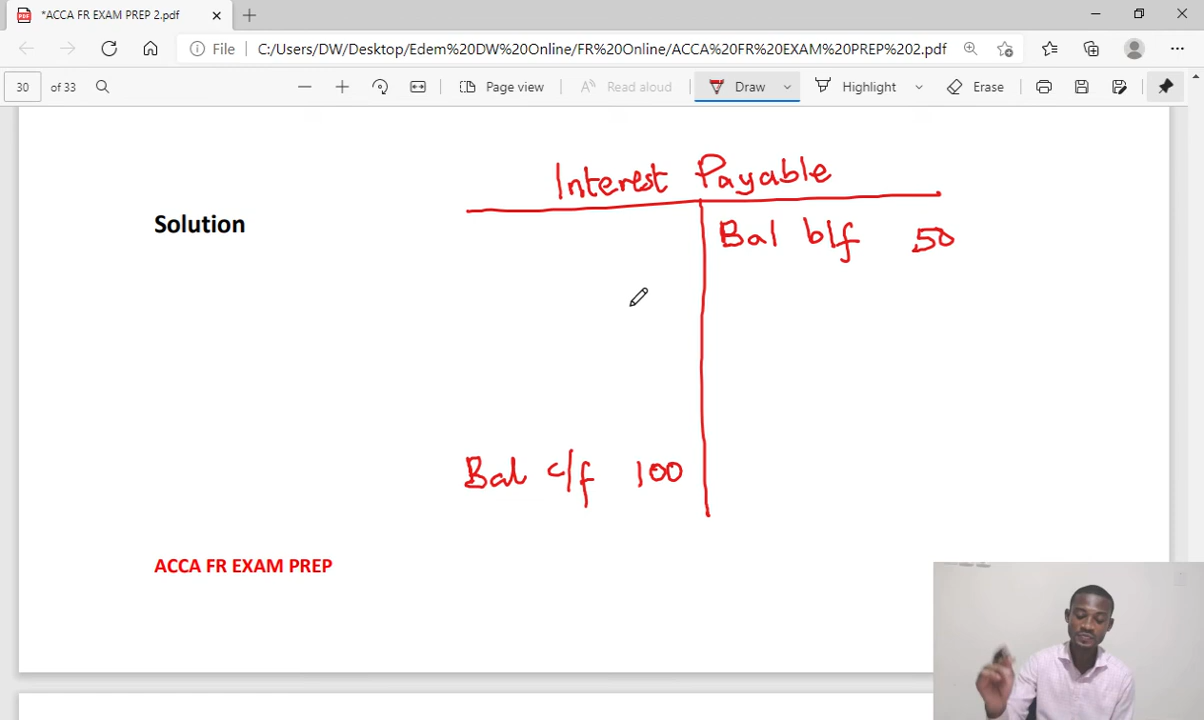 *ACCA FR EXAM PREP 2.pdf
File C:/Users/DW/Desktop/Edem%20DW%20Online/FR%20Online/ACCA%20FR%20EXAM%20PREP%202.pdf
30 of 33 Page view Read aloud Draw Highlight Erase
Interest Payable
Solution
Bal b/f 50
Bal c/f 100
ACCA FR EXAM PREP